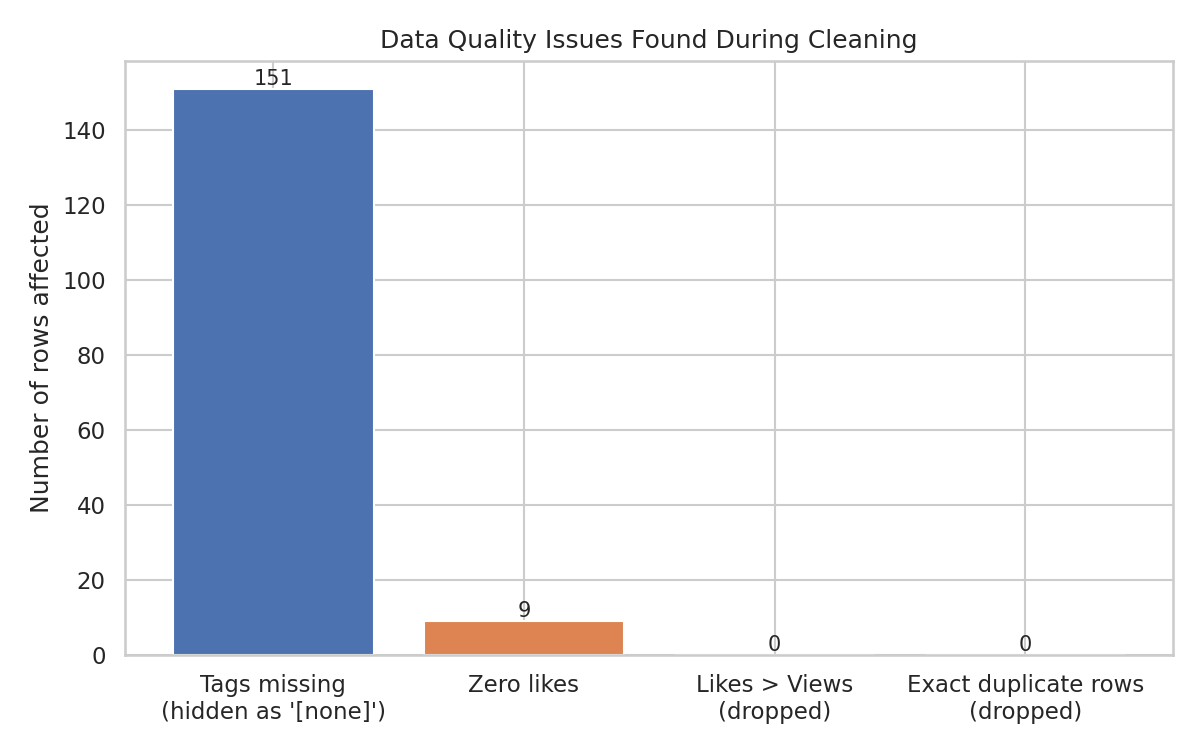 Data Quality Issues Found During Cleaning
Number of rows affected
140
120
100
80
60
40
20
0
151
9
0
0
Tags missing
(hidden as '[none]')
Zero likes
Likes > Views
(dropped)
Exact duplicate rows
(dropped)